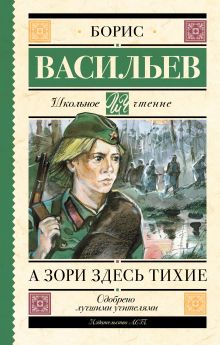 БОРИС
ВАСИЛЬЕВ
Школьное чтение
А ЗОРИ ЗДЕСЬ ТИХИЕ
Одобрено
лучшими учителями
Издательство АСТ